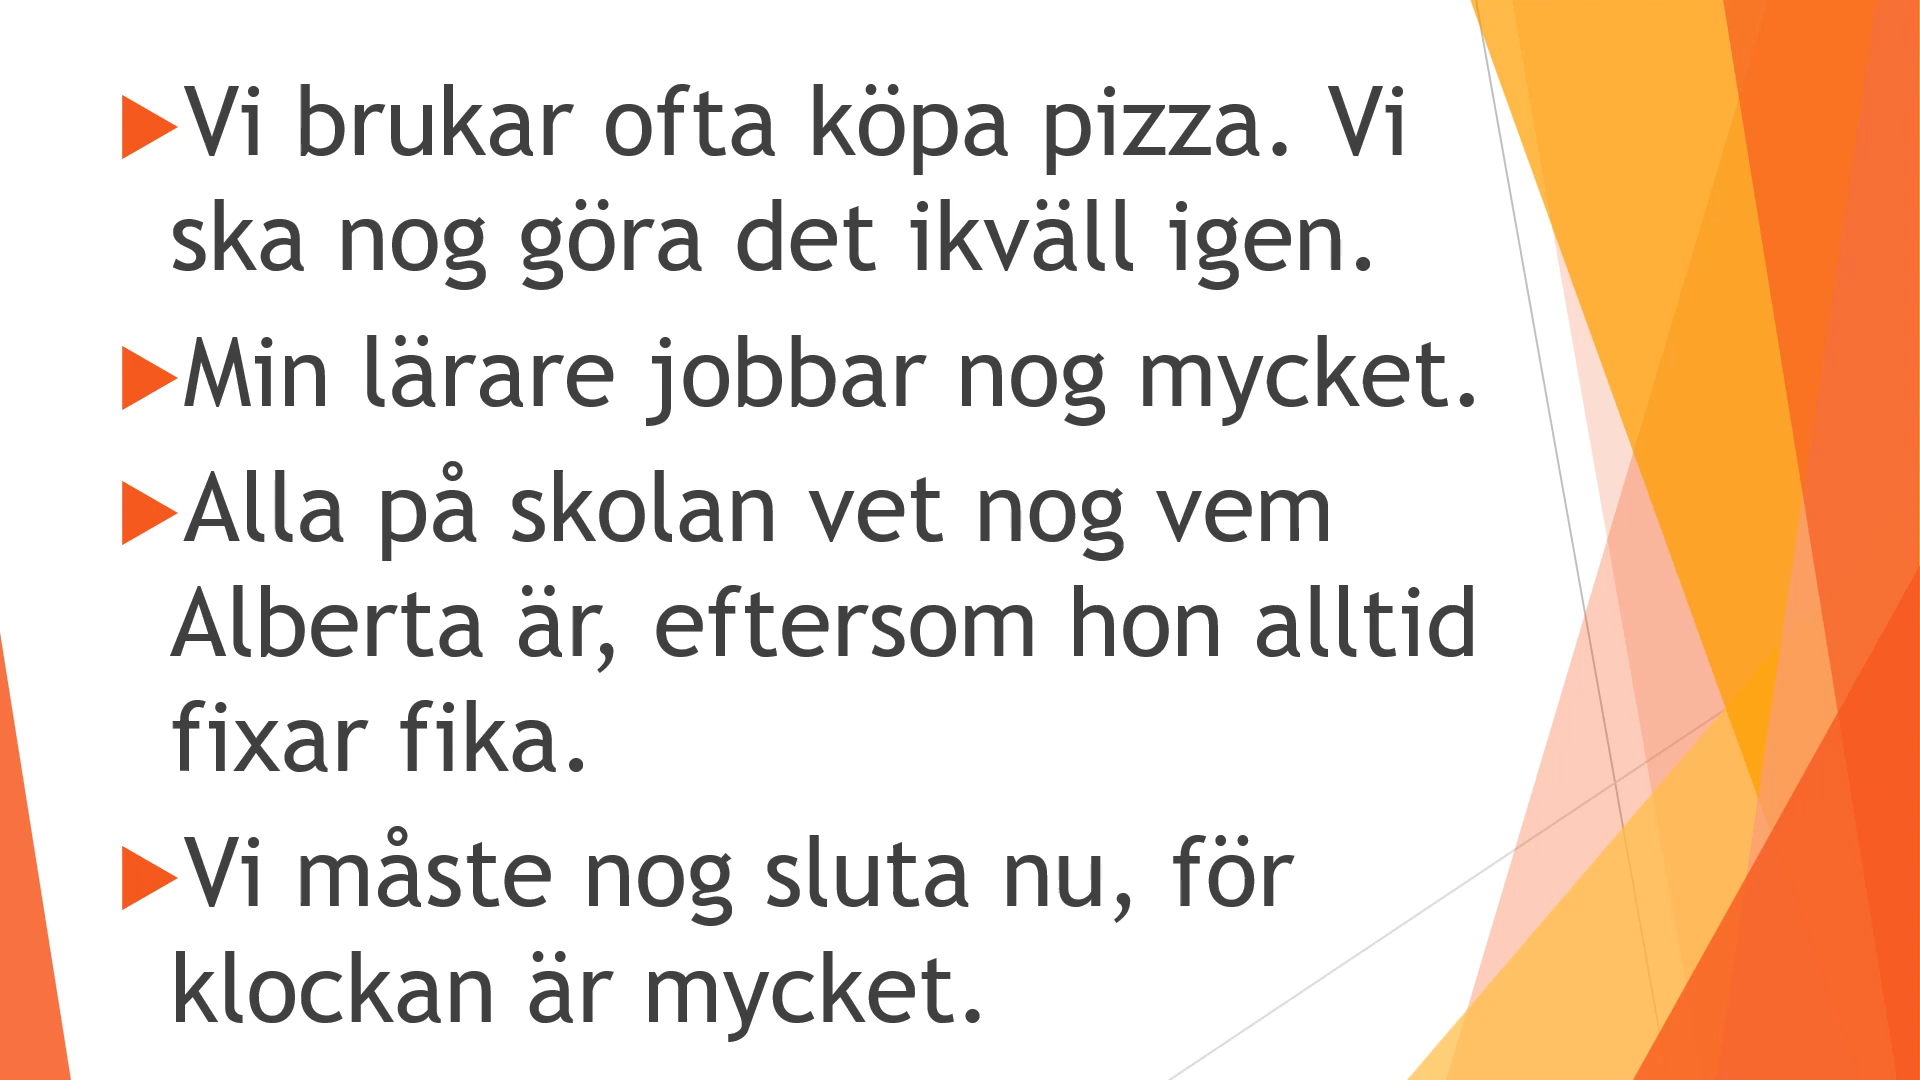 Vi brukar ofta köpa pizza. Vi
ska nog göra det ikväll igen.
Min lärare jobbar nog mycket.
Alla på skolan vet nog vem
Alberta är, eftersom hon alltid
fixar fika.
Vi måste nog sluta nu, för
klockan är mycket.